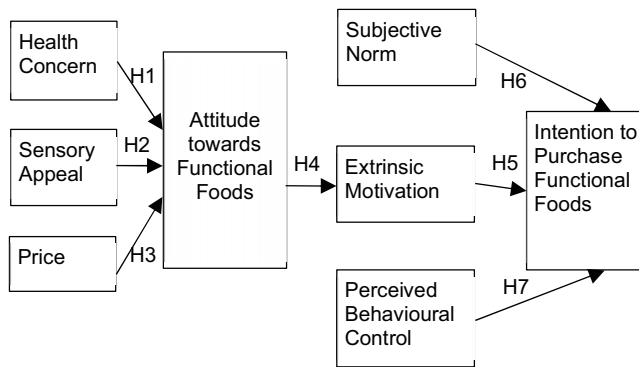 Health
Concern
H1
Sensory
Appeal
H2
Price
H3
Attitude
towards
Functional
Foods
H4
Subjective
Norm
H6
Extrinsic
Motivation
H5
Perceived
Behavioural
Control
H7
Intention to
Purchase
Functional
Foods